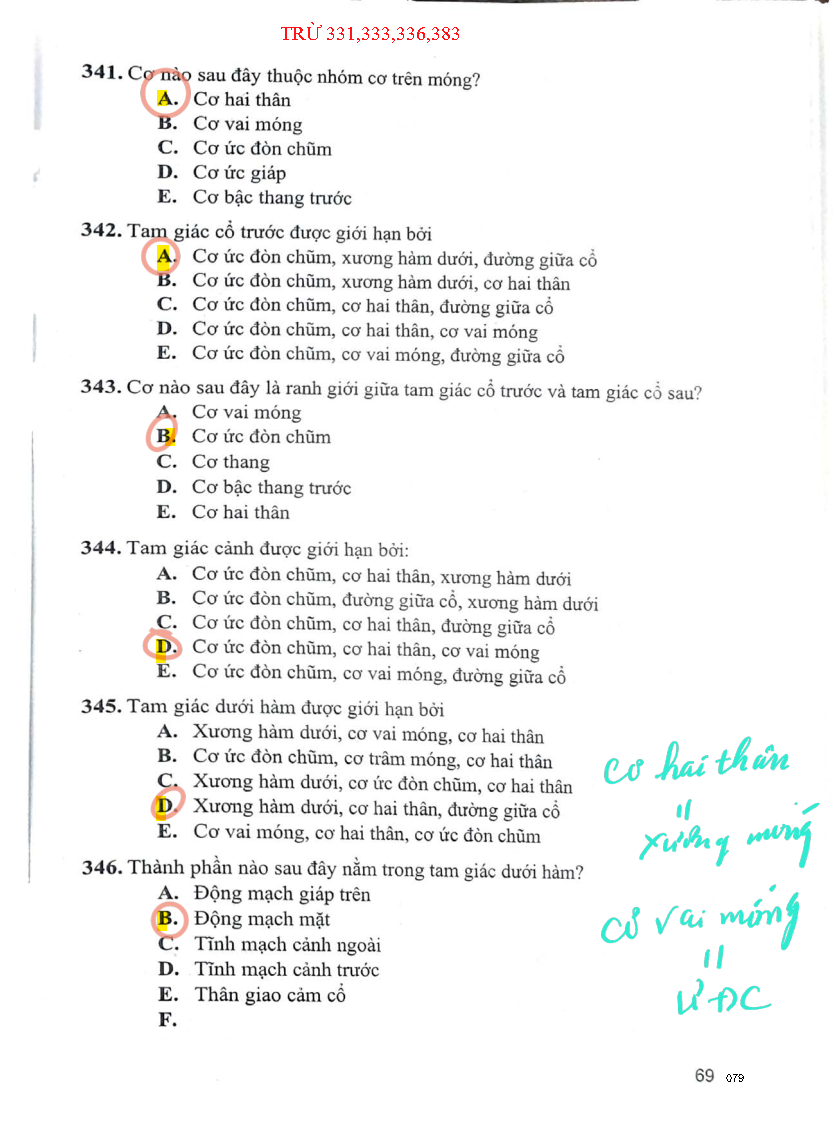 TRỪ 331,333,336,383
341. Cơ nào sau đây thuộc nhóm cơ trên móng?
A. Cơ hai thân
B. Cơ vai móng
C. Cơ ức đòn chũm
D. Cơ ức giáp
E. Cơ bậc thang trước
342. Tam giác cổ trước được giới hạn bởi
A. Cơ ức đòn chũm, xương hàm dưới, đường giữa cổ
B. Cơ ức đòn chũm, xương hàm dưới, cơ hai thân
C. Cơ ức đòn chũm, cơ hai thân, đường giữa cổ
D. Cơ ức đòn chũm, cơ hai thân, cơ vai móng
E. Cơ ức đòn chũm, cơ vai móng, đường giữa cổ
343. Cơ nào sau đây là ranh giới giữa tam giác cổ trước và tam giác cổ sau?
A. Cơ vai móng
B. Cơ ức đòn chũm
C. Cơ thang
D. Cơ bậc thang trước
E. Cơ hai thân
344. Tam giác cảnh được giới hạn bởi:
A. Cơ ức đòn chũm, cơ hai thân, xương hàm dưới
B. Cơ ức đòn chũm, đường giữa cổ, xương hàm dưới
C. Cơ ức đòn chũm, cơ hai thân, đường giữa cổ
D. Cơ ức đòn chũm, cơ hai thân, cơ vai móng
E. Cơ ức đòn chũm, cơ vai móng, đường giữa cổ
345. Tam giác dưới hàm được giới hạn bởi
A. Xương hàm dưới, cơ vai móng, cơ hai thân
B. Cơ ức đòn chũm, cơ trâm móng, cơ hai thân
C. Xương hàm dưới, cơ ức đòn chũm, cơ hai thân
D. Xương hàm dưới, cơ hai thân, đường giữa cổ
E. Cơ vai móng, cơ hai thân, cơ ức đòn chũm
cơ hai thân
=
xương móng
346. Thành phần nào sau đây nằm trong tam giác dưới hàm?
A. Động mạch giáp trên
B. Động mạch mặt
C. Tĩnh mạch cảnh ngoài
D. Tĩnh mạch cảnh trước
E. Thân giao cảm cổ
F.
cơ vai móng
=
ƯĐC
69 079